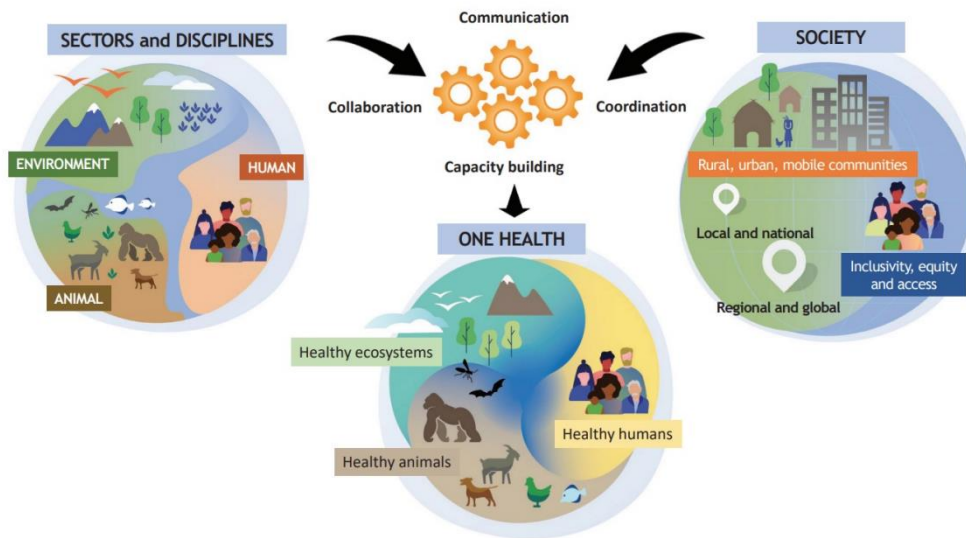 SECTORS and DISCIPLINES
ENVIRONMENT
HUMAN
ANIMAL
Communication
Collaboration
Coordination
Capacity building
SOCIETY
Rural, urban, mobile communities
Local and national
Regional and global
Inclusivity, equity
and access
ONE HEALTH
Healthy ecosystems
Healthy humans
Healthy animals